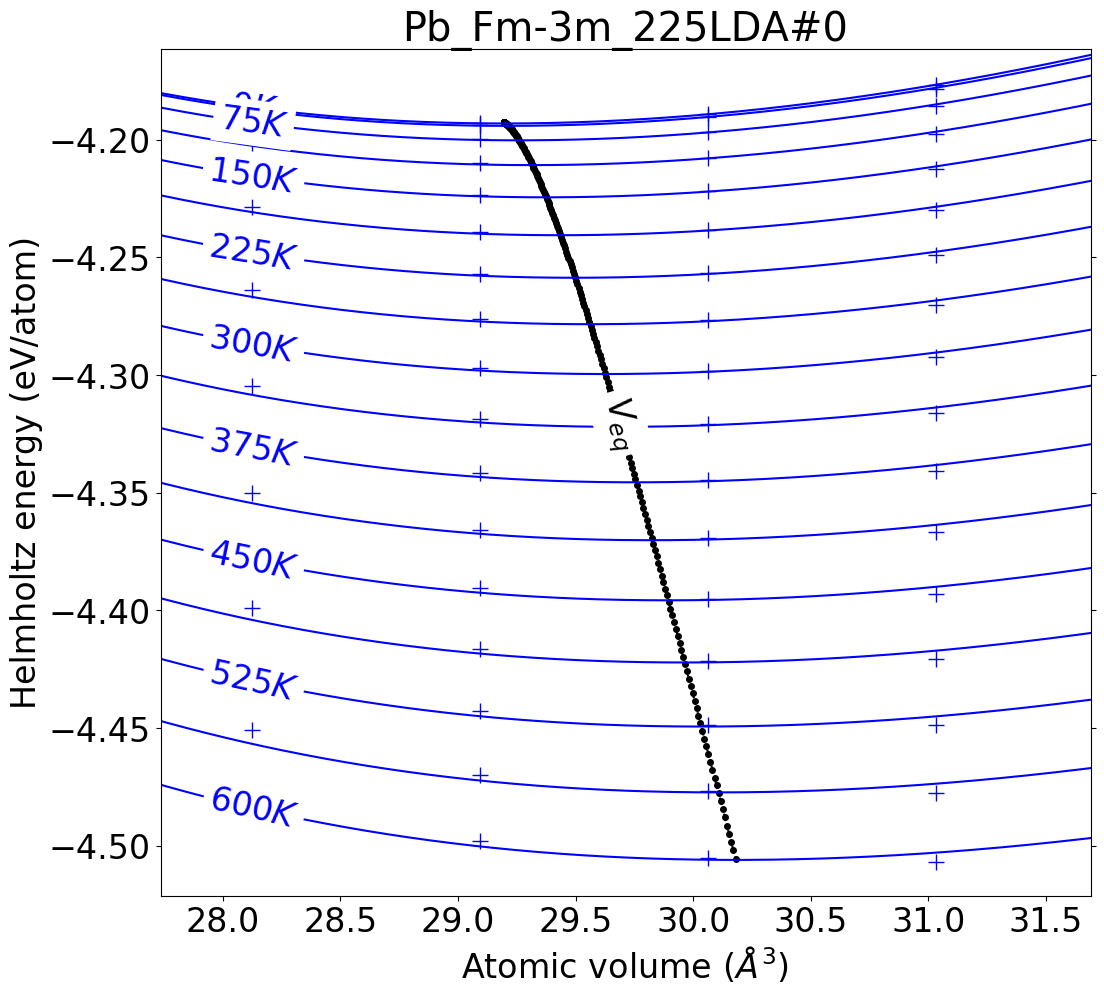 Pb_Fm-3m_225LDA#0
Helmholtz energy (eV/atom)
−4.20
−4.25
−4.30
−4.35
−4.40
−4.45
−4.50
75K
150K
225K
300K
375K
450K
525K
600K
V_eq
28.0 28.5 29.0 29.5 30.0 30.5 31.0 31.5
Atomic volume (Å³)